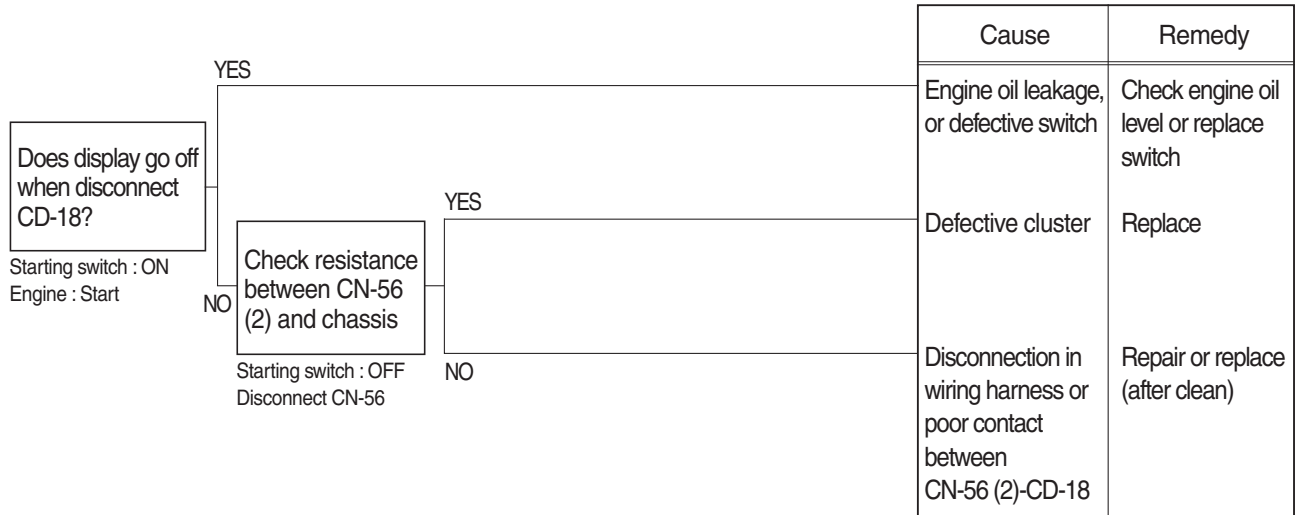 Cause
Remedy
YES
Engine oil leakage,
or defective switch
Check engine oil
level or replace
switch
Does display go off
when disconnect
CD-18?
Starting switch : ON
Engine : Start
NO
YES
Defective cluster
Replace
Check resistance
between CN-56
(2) and chassis
Starting switch : OFF
Disconnect CN-56
NO
Disconnection in
wiring harness or
poor contact
between
CN-56 (2)-CD-18
Repair or replace
(after clean)